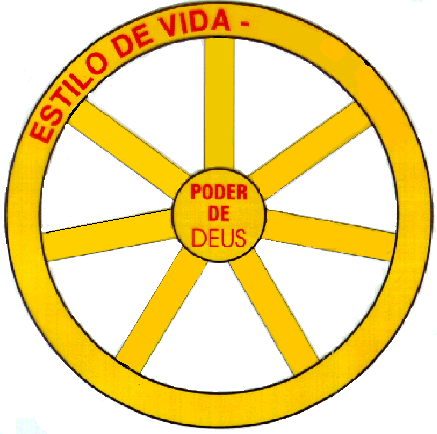 ESTILO DE VIDA -
PODER
DE
DEUS